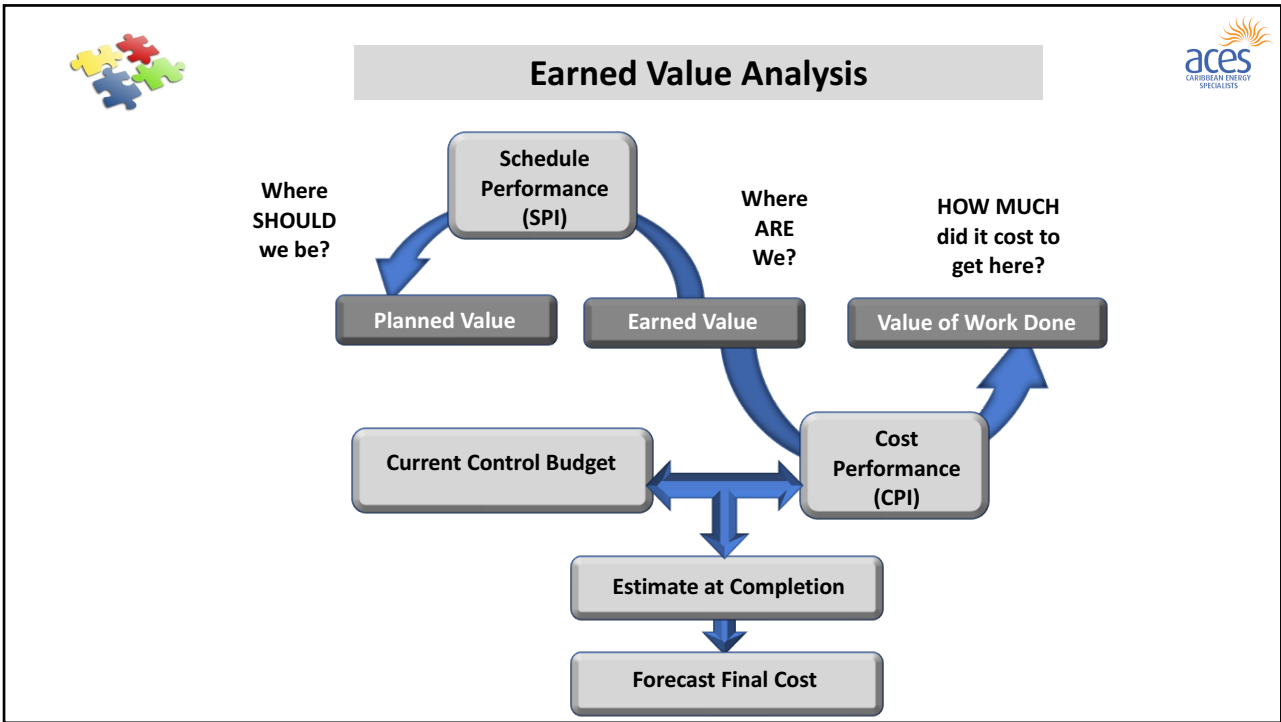 Earned Value Analysis
aces
CARIBBEAN ENERGY
SPECIALISTS
Schedule
Performance
(SPI)
Where
SHOULD
we be?
Where
ARE
We?
HOW MUCH
did it cost to
get here?
Planned Value
Earned Value
Value of Work Done
Current Control Budget
Cost
Performance
(CPI)
Estimate at Completion
Forecast Final Cost